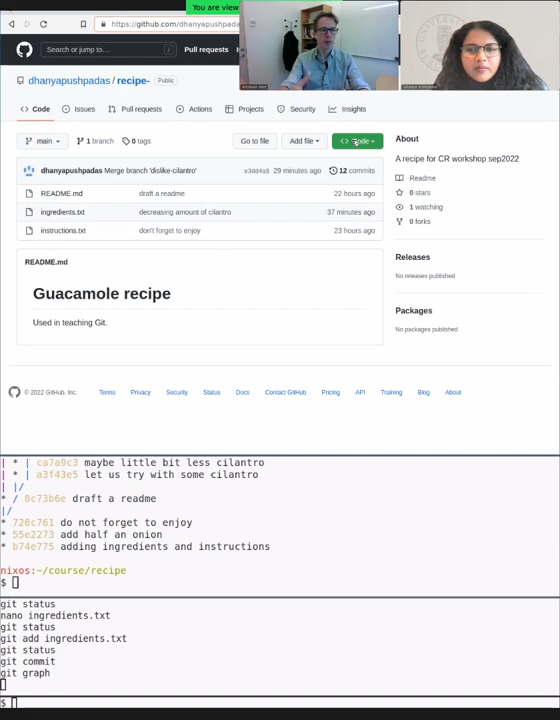 You are view
https://github.com/dhanyapushpada
Search or jump to…
/
Pull requests
dhanyapushpadas / recipe-
Public
Code
Issues
Pull requests
Actions
Projects
Security
Insights
main
1 branch
0 tags
Go to file
Add file
Code
About
A recipe for CR workshop sep2022
dhanyapushpadas Merge branch 'dislike-cilantro'
29 minutes ago
12 commits
README.md draft a readme 22 hours ago
ingredients.txt decreasing amount of cilantro 37 minutes ago
instructions.txt don't forget to enjoy 23 hours ago
Readme
0 stars
1 watching
0 forks
README.md
Guacamole recipe
Used in teaching Git.
Releases
No releases published
Packages
No packages published
© 2022 GitHub, Inc. Terms Privacy Security Status Docs Contact GitHub Pricing API Training Blog About
| * | ca7a9c3 maybe little bit less cilantro
| * | a3f43e5 let us try with some cilantro
| |/
* / 8c73b6e draft a readme
|/
* 728c761 do not forget to enjoy
* 55e2273 add half an onion
* b74e775 adding ingredients and instructions
nixos:~/course/recipe
$
git status
nano ingredients.txt
git status
git add ingredients.txt
git status
git commit
git graph
$